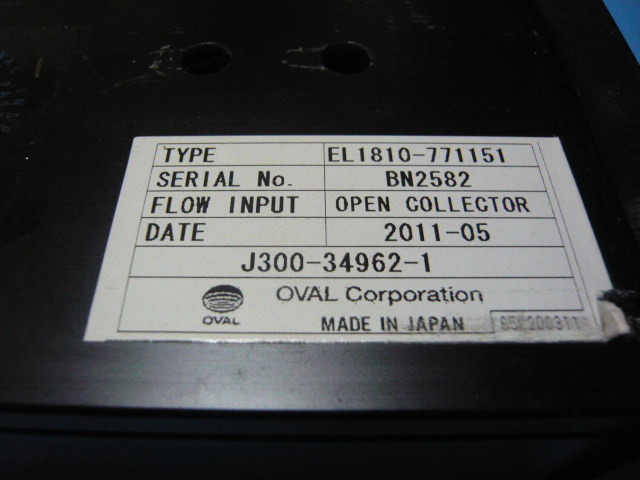 TYPE EL1810-771151
SERIAL No. BN2582
FLOW INPUT OPEN COLLECTOR
DATE 2011-05
J300-34962-1
OVAL OVAL Corporation
MADE IN JAPAN